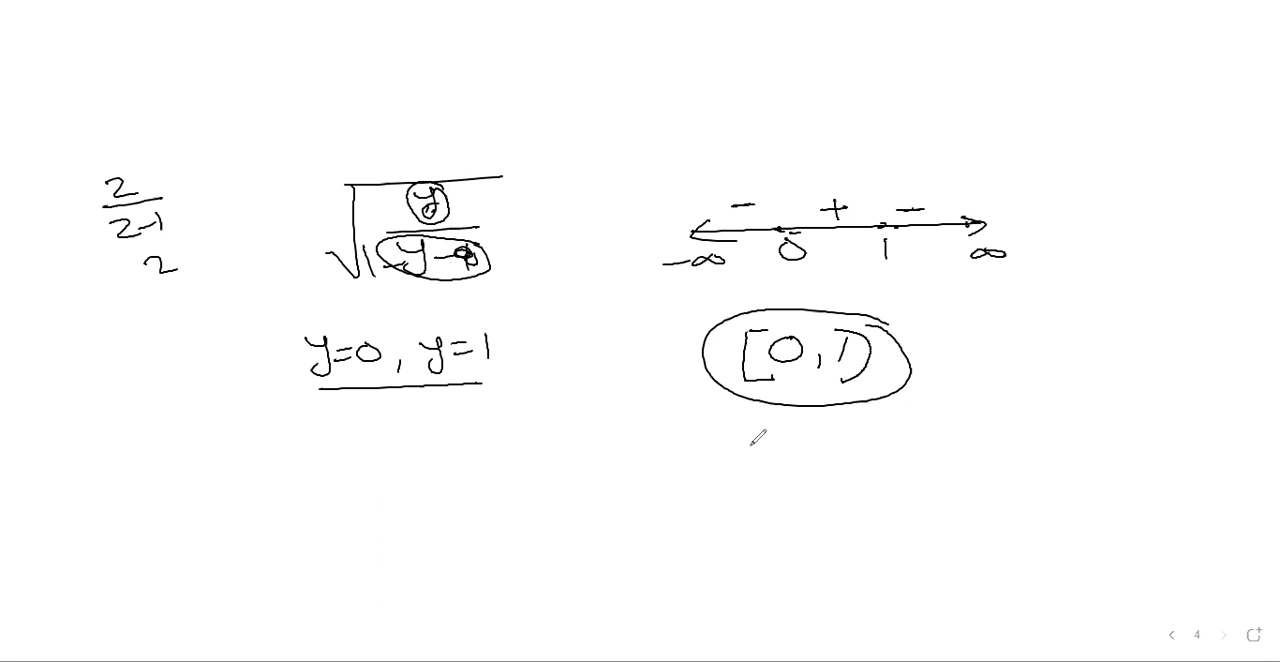 2
2-1
2
√ y
1-y
y=0, y=1
- + -
-∞ 0 1 ∞
[0,1)
4